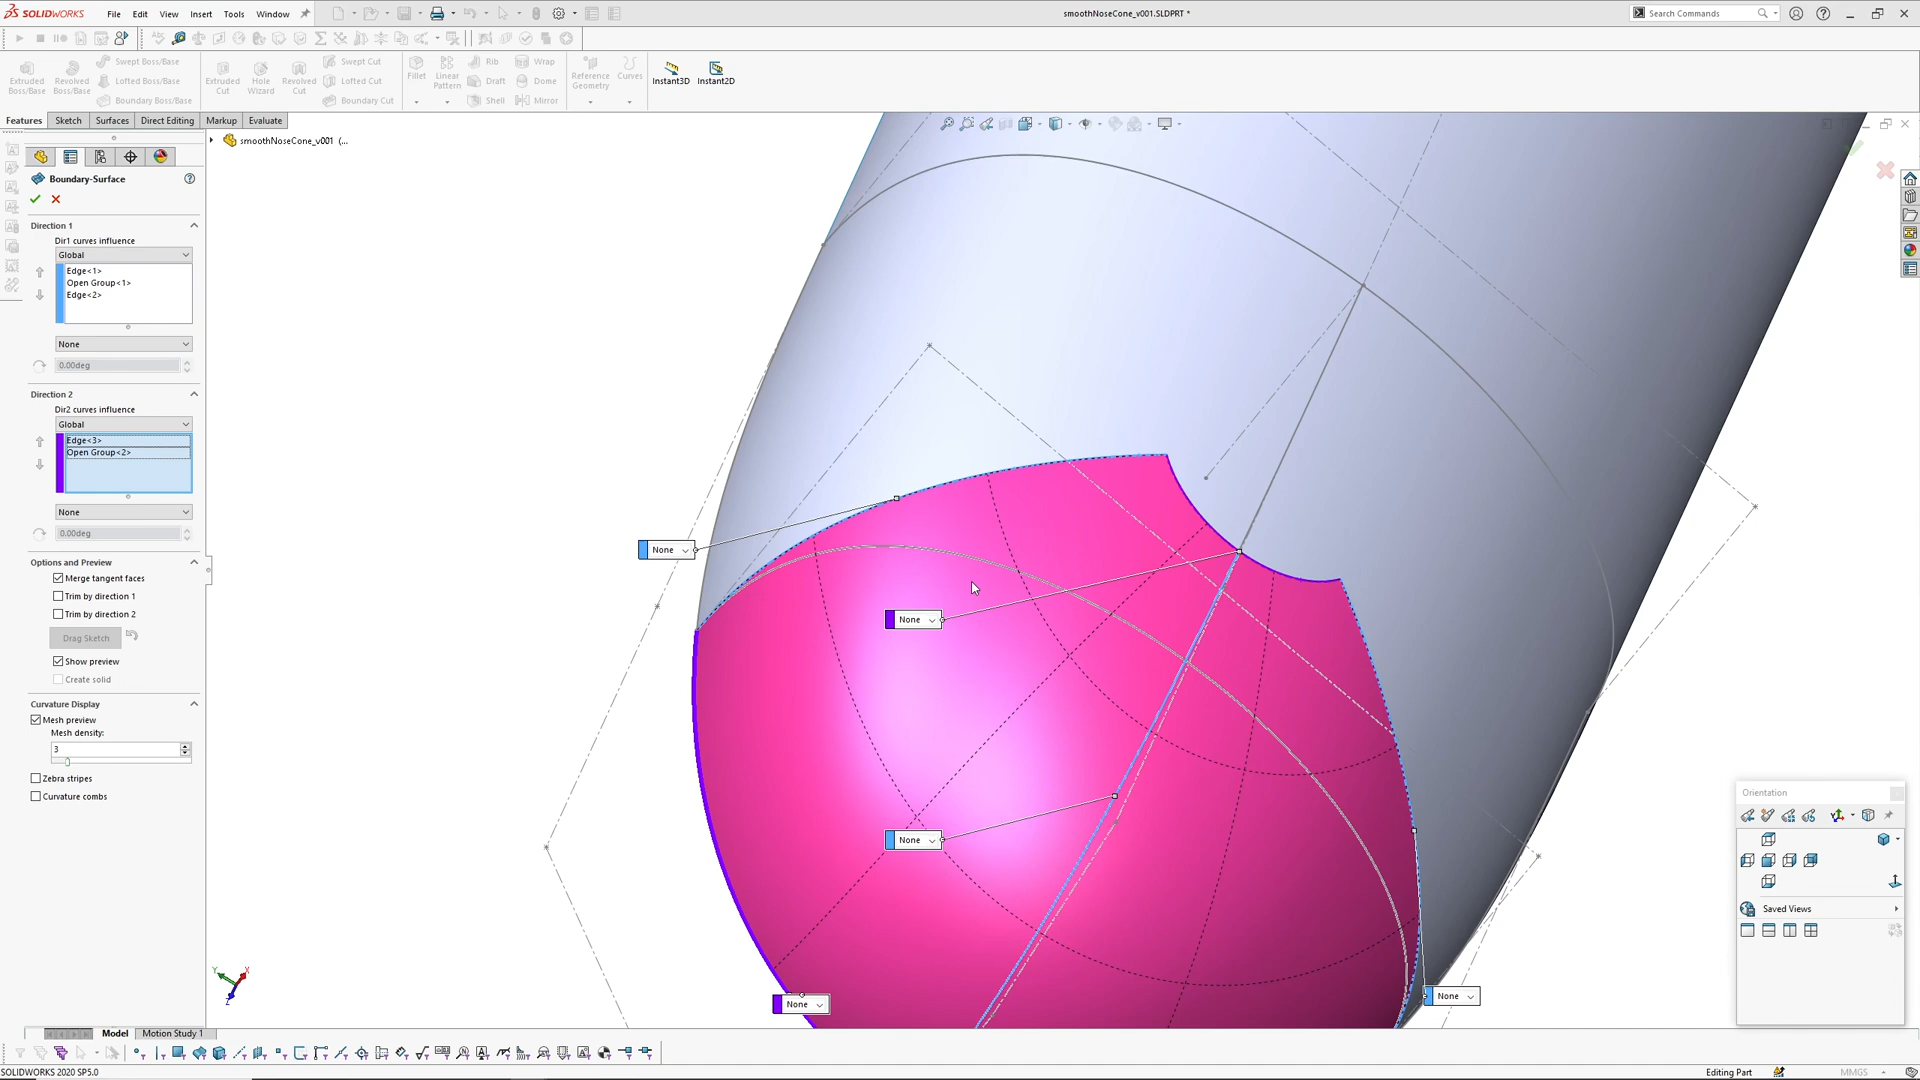 SOLIDWORKS File Edit View Insert Tools Window smoothNoseCone_v001.SLDPRT * Search Commands
Extruded Boss/Base
Revolved Boss/Base
Swept Boss/Base
Lofted Boss/Base
Boundary Boss/Base
Extruded Cut
Hole Wizard
Revolved Cut
Swept Cut
Lofted Cut
Boundary Cut
Fillet
Linear Pattern
Rib
Draft
Shell
Wrap
Dome
Mirror
Reference Geometry
Curves
Instant3D
Instant2D
Features Sketch Surfaces Direct Editing Markup Evaluate
smoothNoseCone_v001 (...
Boundary-Surface
Direction 1
Dir1 curves influence
Global
Edge<1>
Open Group<1>
Edge<2>
None
0.00deg
Direction 2
Dir2 curves influence
Global
Edge<3>
Open Group<2>
None
0.00deg
Options and Preview
Merge tangent faces
Trim by direction 1
Trim by direction 2
Drag Sketch
Show preview
Create solid
Curvature Display
Mesh preview
Mesh density:
3
Zebra stripes
Curvature combs
None
None
None
None
None
Orientation
Saved Views
Y
X
Z
Model Motion Study 1
SOLIDWORKS 2020 SP5.0 Editing Part MMGS